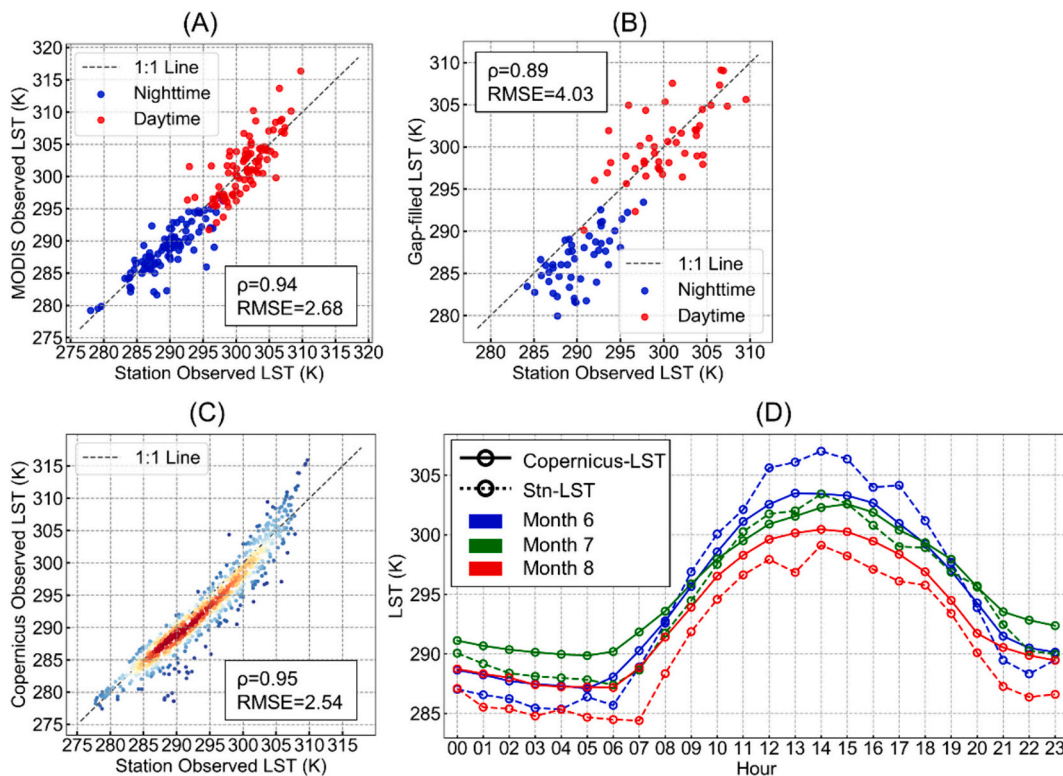 (A)
MODIS Observed LST (K)
320
315
310
305
300
295
290
285
280
275
1:1 Line
Nighttime
Daytime
ρ=0.94
RMSE=2.68
275 280 285 290 295 300 305 310 315 320
Station Observed LST (K)
(B)
Gap-filled LST (K)
310
305
300
295
290
285
280
ρ=0.89
RMSE=4.03
1:1 Line
Nighttime
Daytime
280 285 290 295 300 305 310
Station Observed LST (K)
(C)
Copernicus Observed LST (K)
315
310
305
300
295
290
285
280
275
1:1 Line
ρ=0.95
RMSE=2.54
275 280 285 290 295 300 305 310 315
Station Observed LST (K)
(D)
LST (K)
305
300
295
290
285
Copernicus-LST
Stn-LST
Month 6
Month 7
Month 8
00 01 02 03 04 05 06 07 08 09 10 11 12 13 14 15 16 17 18 19 20 21 22 23
Hour